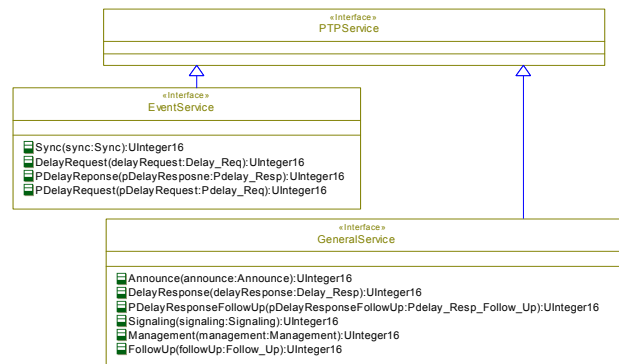 «Interface»
PTPService
«Interface»
EventService
Sync(sync:Sync):UInteger16
DelayRequest(delayRequest:Delay_Req):UInteger16
PDelayReponse(pDelayResposne:Pdelay_Resp):UInteger16
PDelayRequest(pDelayRequest:Pdelay_Req):UInteger16
«Interface»
GeneralService
Announce(announce:Announce):UInteger16
DelayResponse(delayResponse:Delay_Resp):UInteger16
PDelayResponseFollowUp(pDelayResponseFollowUp:Pdelay_Resp_Follow_Up):UInteger16
Signaling(signaling:Signaling):UInteger16
Management(management:Management):UInteger16
FollowUp(followUp:Follow_Up):UInteger16